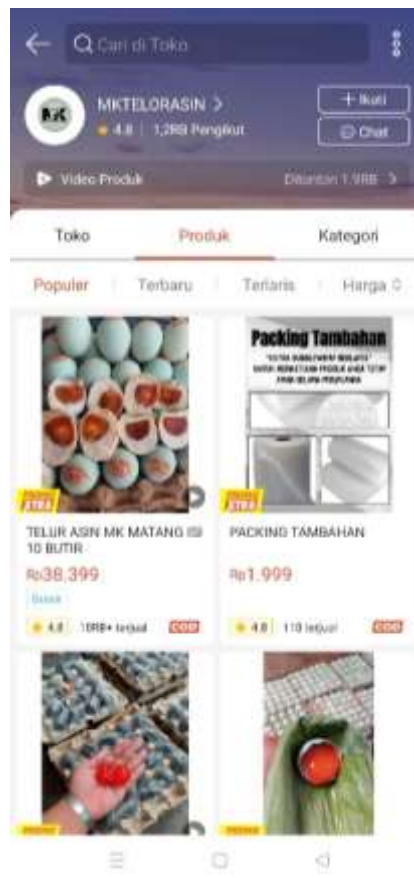 Cari di Toko
MKTELORASIN >
4.8 | 1,2RB Pengikut
+ Ikuti
Chat
Video Produk
Ditonton 1.9RB >
Toko
Produk
Kategori
Populer
Terbaru
Terlaris
Harga
Packing Tambahan
XTRA
XTRA
TELUR ASIN MK MATANG
10 BUTIR
Rp38.399
4.8
10RB+ terjual
COD
PACKING TAMBAHAN
Rp1.999
4.8
110 terjual
COD